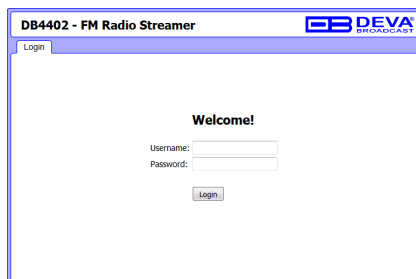 DB4402 - FM Radio Streamer
DEVA
BROADCAST
Login
Welcome!
Username:
Password:
Login